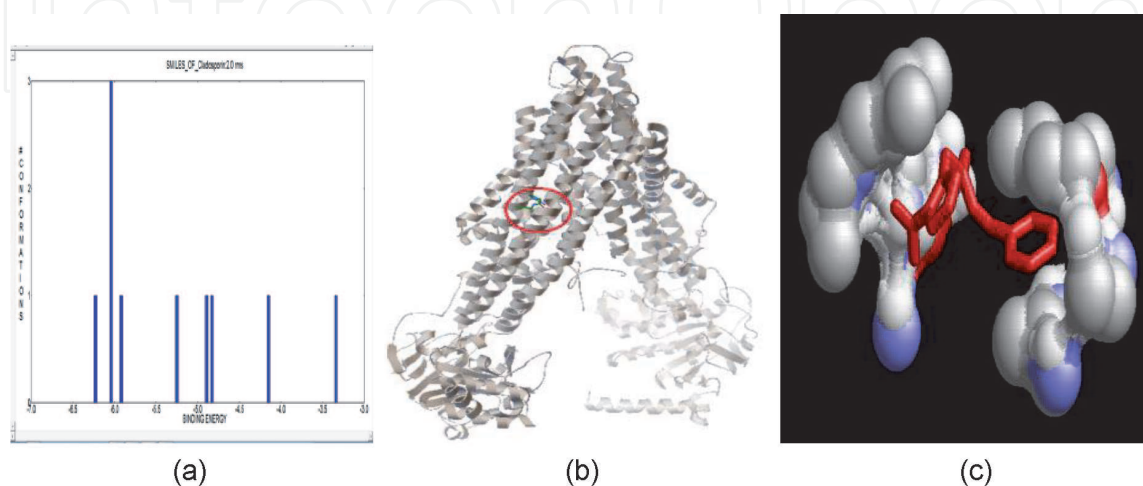 SMILES_OF_Cladosporin:2.0 rms
3
2
1
0
#CONFORMATIONS
-7.0 -6.5 -6.0 -5.5 -5.0 -4.5 -4.0 -3.5 -3.0
BINDING ENERGY
(a) (b) (c)